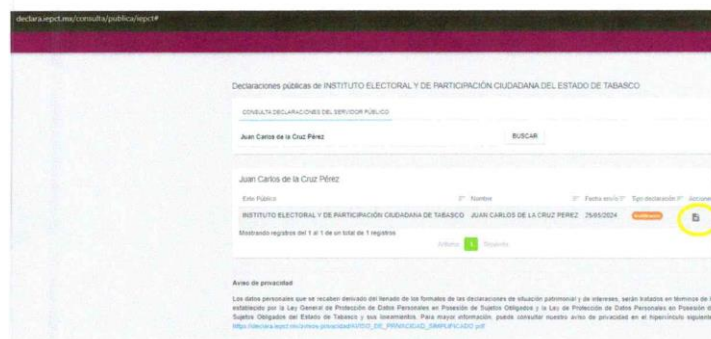 declara.iepct.mx/consulta/publica/iepct#
Declaraciones públicas de INSTITUTO ELECTORAL Y DE PARTICIPACIÓN CIUDADANA DEL ESTADO DE TABASCO
CONSULTA DECLARACIONES DEL SERVIDOR PÚBLICO
Juan Carlos de la Cruz Pérez BUSCAR
Juan Carlos de la Cruz Pérez
Ente Público Nombre Fecha envío Tipo declaración Acciones
INSTITUTO ELECTORAL Y DE PARTICIPACIÓN CIUDADANA DE TABASCO JUAN CARLOS DE LA CRUZ PEREZ 29/05/2024
Mostrando registros del 1 al 1 de un total de 1 registros
Anterior 1 Siguiente
Aviso de privacidad
Los datos personales que se recaben derivado del llenado de los formatos de las declaraciones de situación patrimonial y de intereses, serán tratados en términos de l
establecido por la Ley General de Protección de Datos Personales en Posesión de Sujetos Obligados y la Ley de Protección de Datos Personales en Posesión d
Sujetos Obligados del Estado de Tabasco y sus lineamientos. Para mayor información, puede consultar nuestro aviso de privacidad en el hipervínculo siguiente
https://declara.iepct.mx/avisos-privacidad/AVISO_DE_PRIVACIDAD_SIMPLIFICADO.pdf